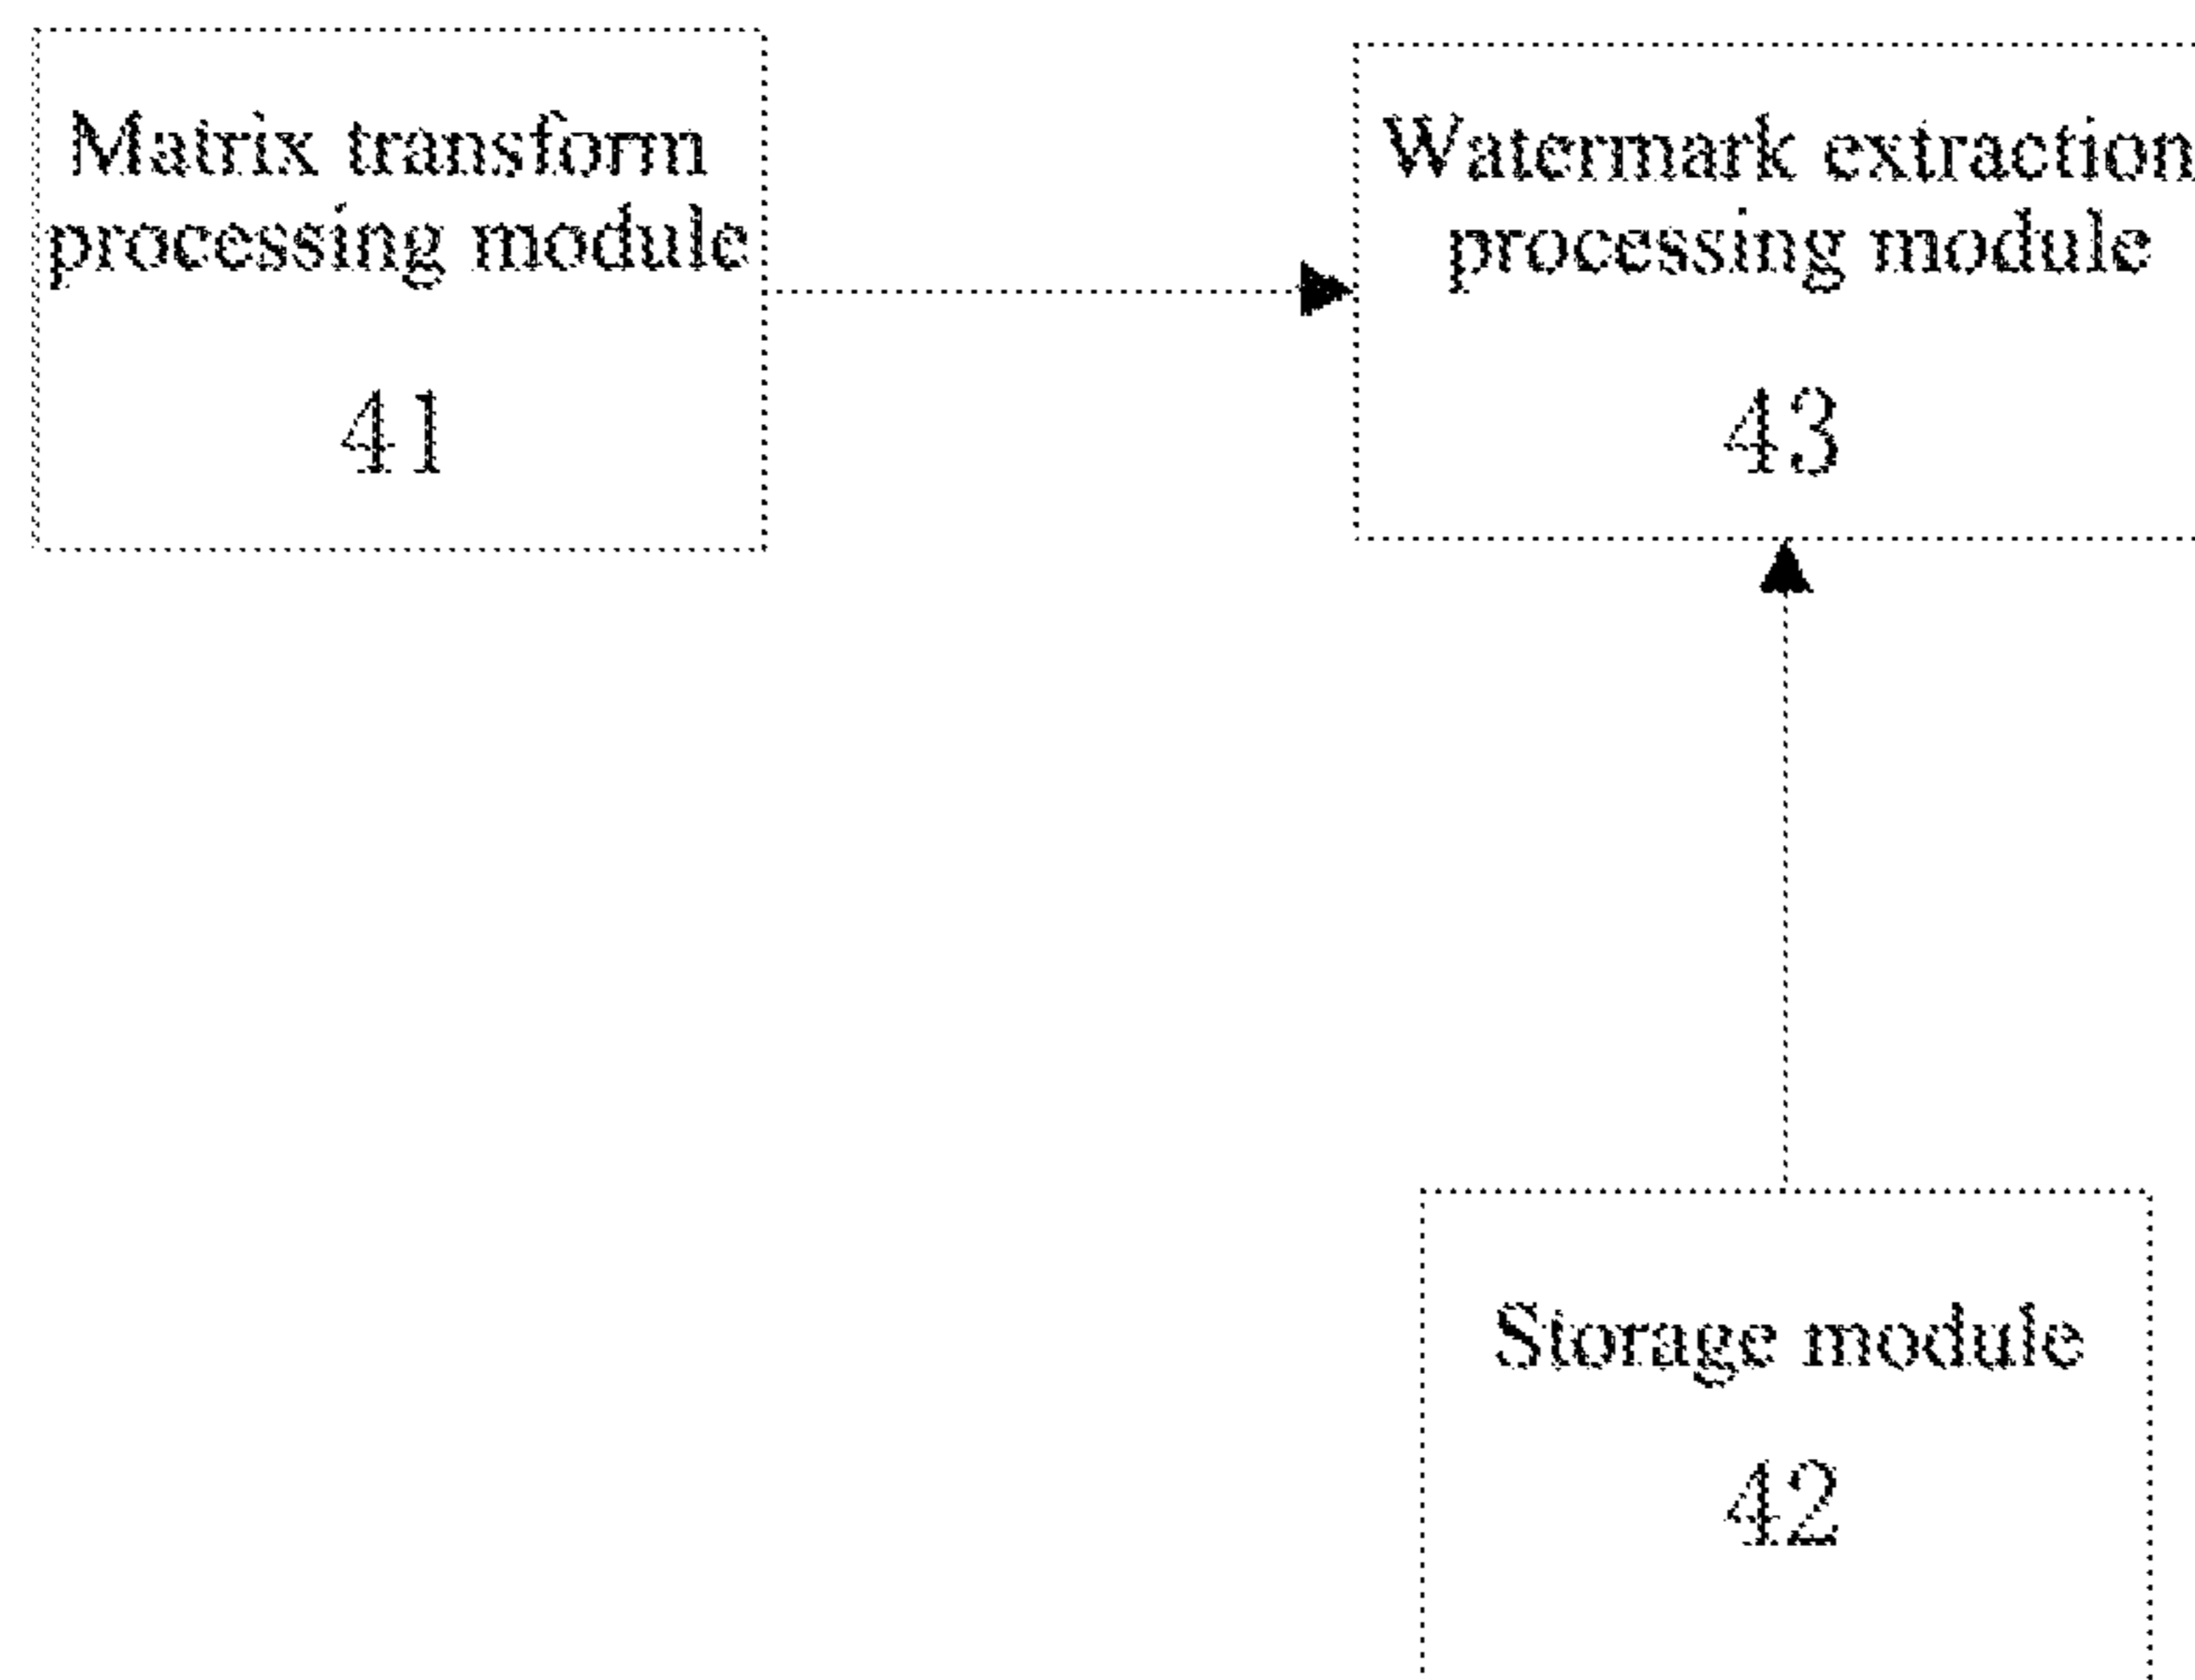 Matrix transform
processing module
41
Watermark extraction
processing module
43
Storage module
42